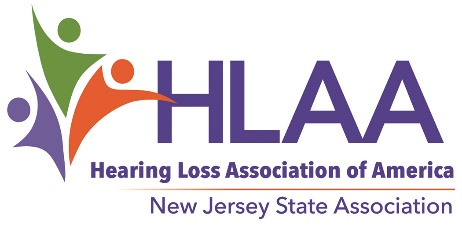 HLAA
Hearing Loss Association of America
New Jersey State Association